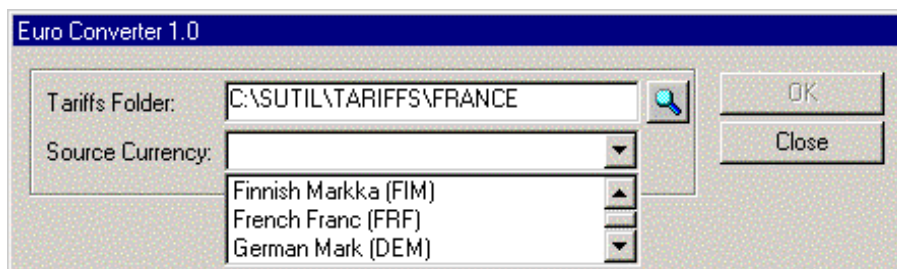 Euro Converter 1.0
Tariffs Folder: C:\SUTIL\TARIFFS\FRANCE OK
Source Currency: Close
Finnish Markka (FIM)
French Franc (FRF)
German Mark (DEM)